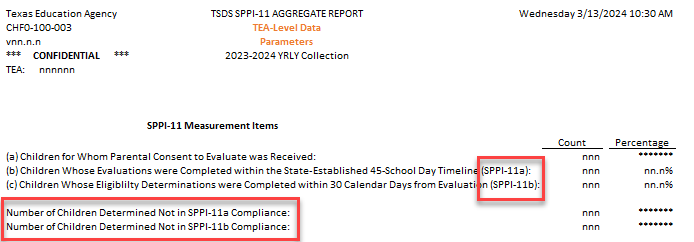 Texas Education Agency TSDS SPPI-11 AGGREGATE REPORT Wednesday 3/13/2024 10:30 AM
CHF0-100-003 TEA-Level Data
vnn.n.n Parameters
*** CONFIDENTIAL *** 2023-2024 YRLY Collection
TEA: nnnnnn
SPPI-11 Measurement Items
Count Percentage
(a) Children for Whom Parental Consent to Evaluate was Received: nnn *******
(b) Children Whose Evaluations were Completed within the State-Established 45-School Day Timeline (SPPI-11a): nnn nn.n%
(c) Children Whose Eligiblilty Determinations were Completed within 30 Calendar Days from Evaluation (SPPI-11b): nnn nn.n%
Number of Children Determined Not in SPPI-11a Compliance: nnn *******
Number of Children Determined Not in SPPI-11b Compliance: nnn *******